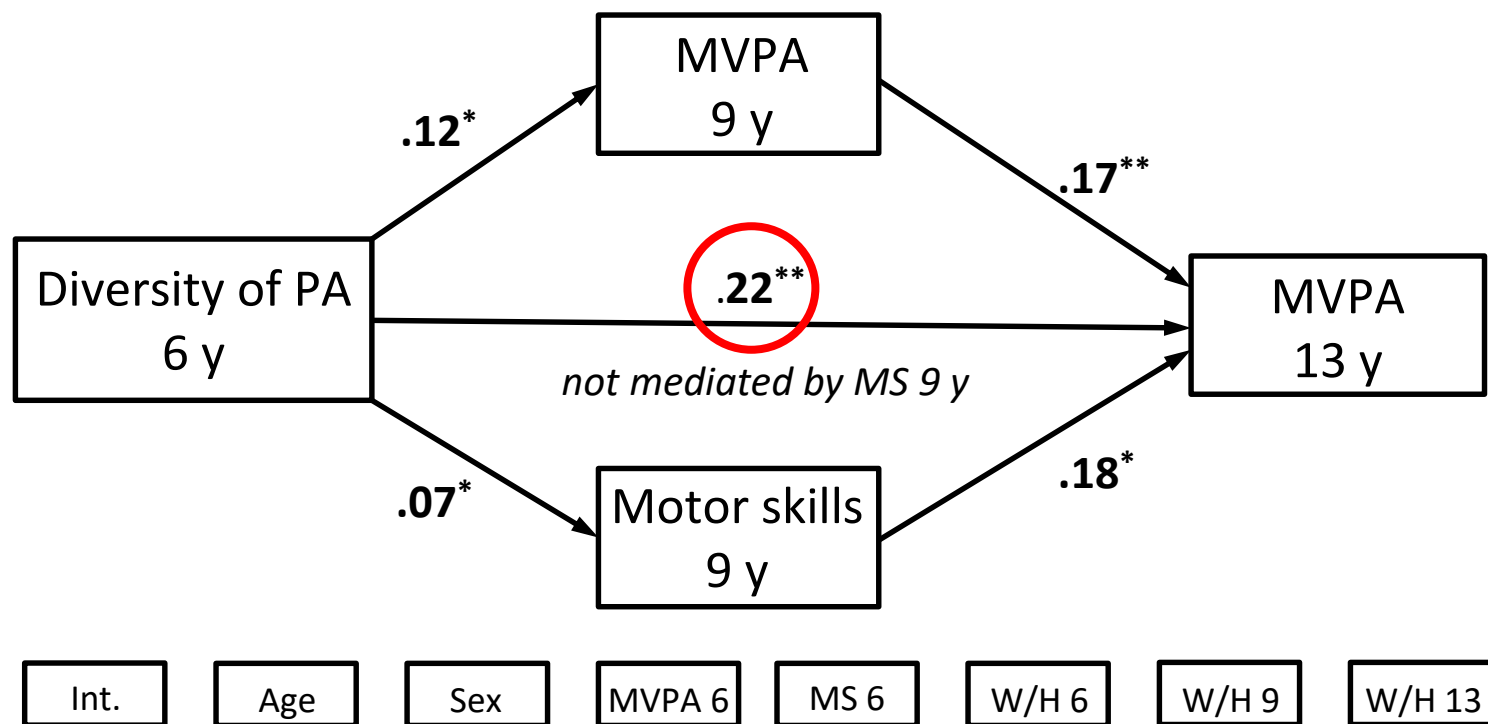 MVPA
9 y
.12*
.17**
Diversity of PA
6 y
.22**
MVPA
13 y
not mediated by MS 9 y
.07*
.18*
Motor skills
9 y
Int.
Age
Sex
MVPA 6
MS 6
W/H 6
W/H 9
W/H 13